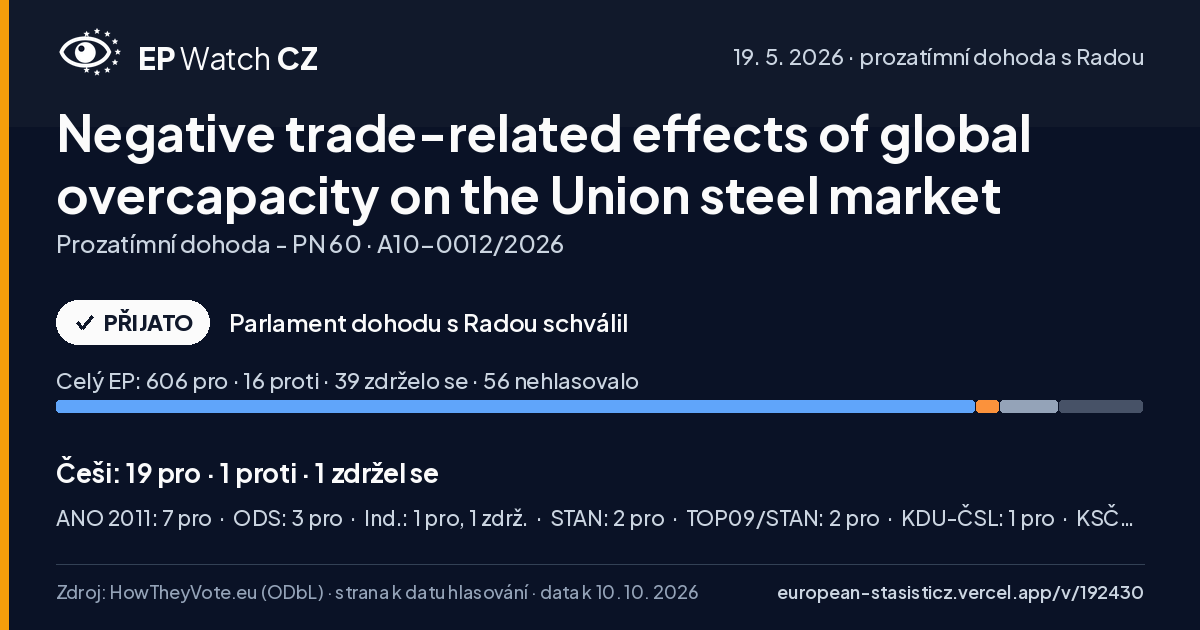 EP Watch CZ
19. 5. 2026 · prozatímní dohoda s Radou
Negative trade-related effects of global
overcapacity on the Union steel market
Prozatímní dohoda - PN 60 · A10-0012/2026
✓ PŘIJATO
Parlament dohodu s Radou schválil
Celý EP: 606 pro · 16 proti · 39 zdrželo se · 56 nehlasovalo
Češi: 19 pro · 1 proti · 1 zdržel se
ANO 2011: 7 pro · ODS: 3 pro · Ind.: 1 pro, 1 zdrž. · STAN: 2 pro · TOP09/STAN: 2 pro · KDU-ČSL: 1 pro · KSČ…
Zdroj: HowTheyVote.eu (ODbL) · strana k datu hlasování · data k 10. 10. 2026
european-stasisticz.vercel.app/v/192430